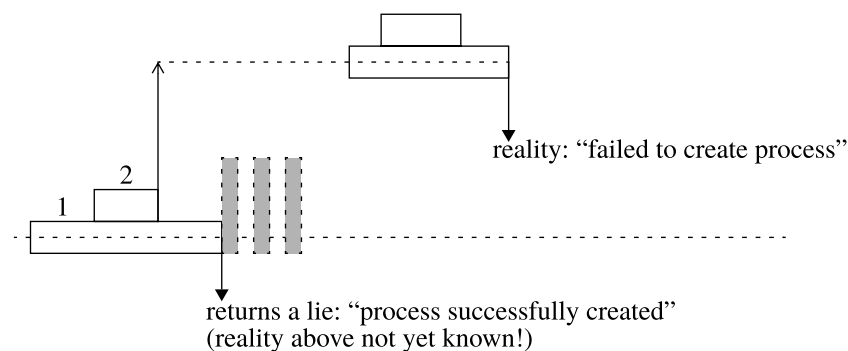 reality: “failed to create process”
2
1
returns a lie: “process successfully created”
(reality above not yet known!)